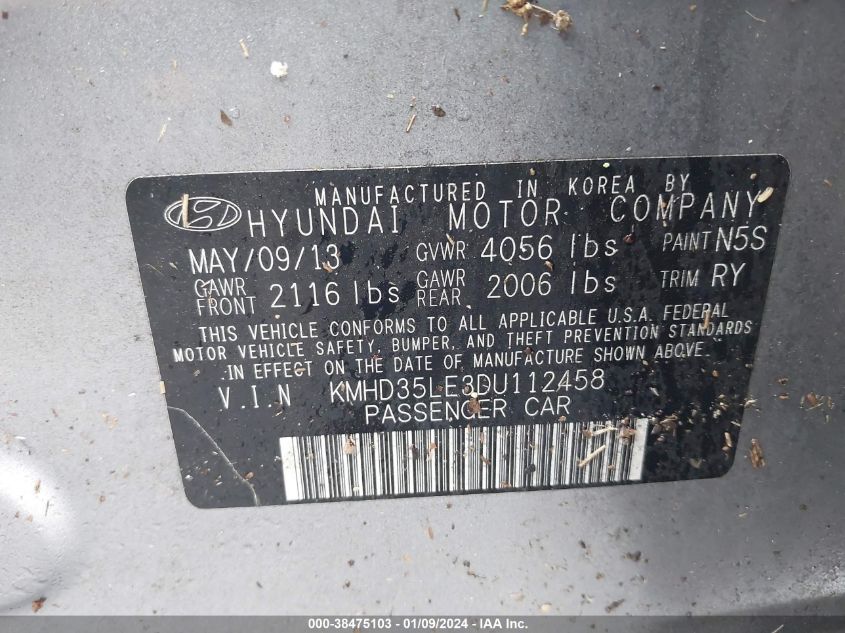 MANUFACTURED IN KOREA BY
HYUNDAI MOTOR COMPANY
MAY/09/13 GVWR 4056 lbs PAINT N5S
GAWR FRONT 2116 lbs GAWR REAR 2006 lbs TRIM RY
THIS VEHICLE CONFORMS TO ALL APPLICABLE U.S.A. FEDERAL
MOTOR VEHICLE SAFETY, BUMPER, AND THEFT PREVENTION STANDARDS
IN EFFECT ON THE DATE OF MANUFACTURE SHOWN ABOVE.
V.I.N KMHD35LE3DU112458
PASSENGER CAR
000-38475103 - 01/09/2024 - IAA Inc.